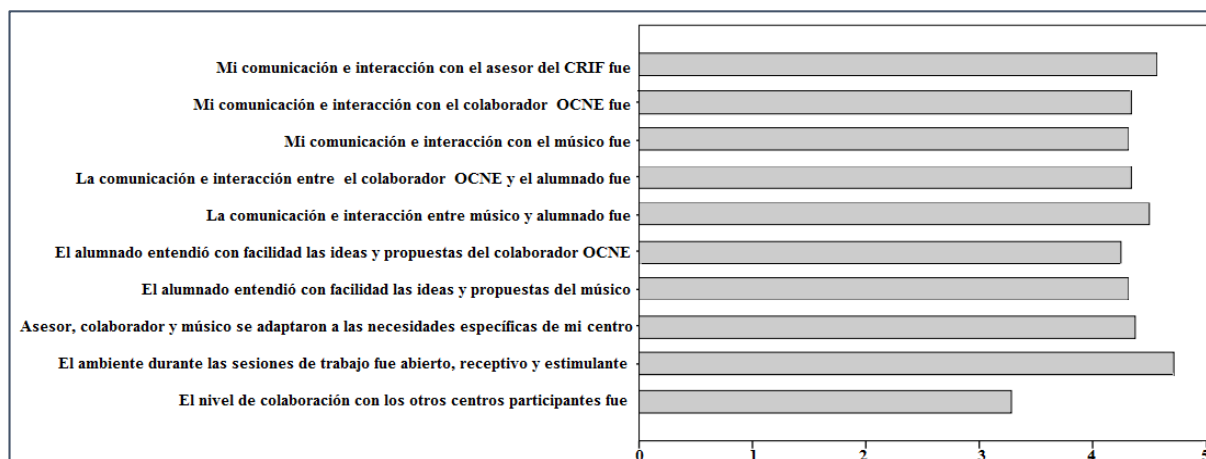 Mi comunicación e interacción con el asesor del CRIF fue
Mi comunicación e interacción con el colaborador OCNE fue
Mi comunicación e interacción con el músico fue
La comunicación e interacción entre el colaborador OCNE y el alumnado fue
La comunicación e interacción entre músico y alumnado fue
El alumnado entendió con facilidad las ideas y propuestas del colaborador OCNE
El alumnado entendió con facilidad las ideas y propuestas del músico
Asesor, colaborador y músico se adaptaron a las necesidades específicas de mi centro
El ambiente durante las sesiones de trabajo fue abierto, receptivo y estimulante
El nivel de colaboración con los otros centros participantes fue
0 1 2 3 4 5